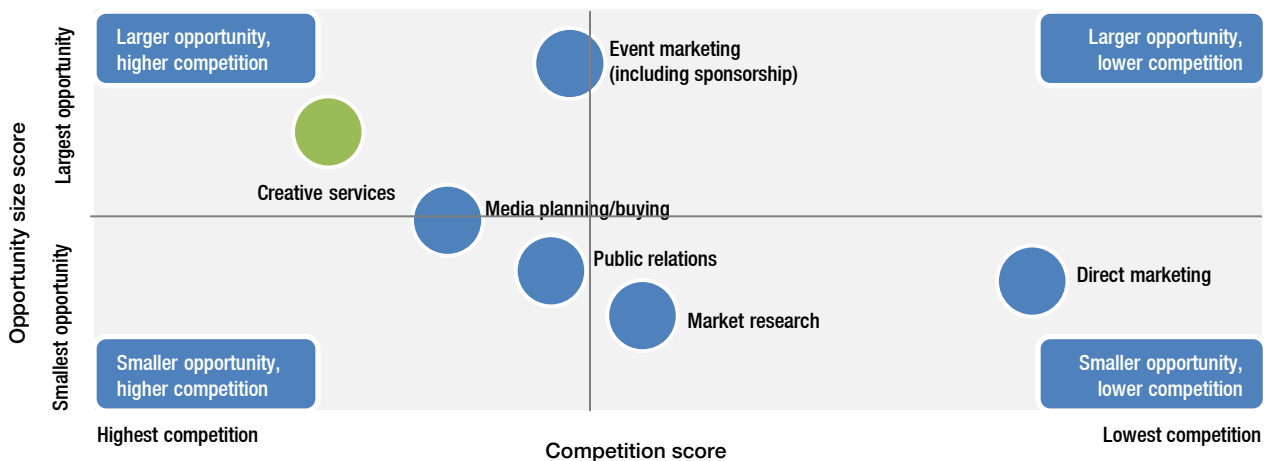 Larger opportunity,
higher competition
Larger opportunity,
lower competition
Event marketing
(including sponsorship)
Largest opportunity
Creative services
Media planning/buying
Opportunity size score
Public relations
Direct marketing
Market research
Smallest opportunity
Smaller opportunity,
higher competition
Smaller opportunity,
lower competition
Highest competition
Competition score
Lowest competition